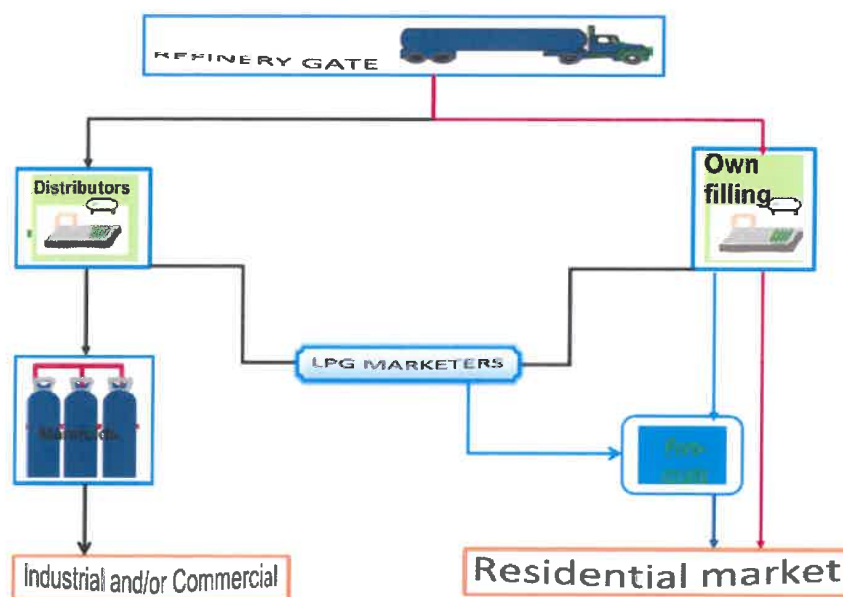 REFINERY GATE
Distributors
Own
filling
LPG MARKETERS
Industrial and/or Commercial
Residential market